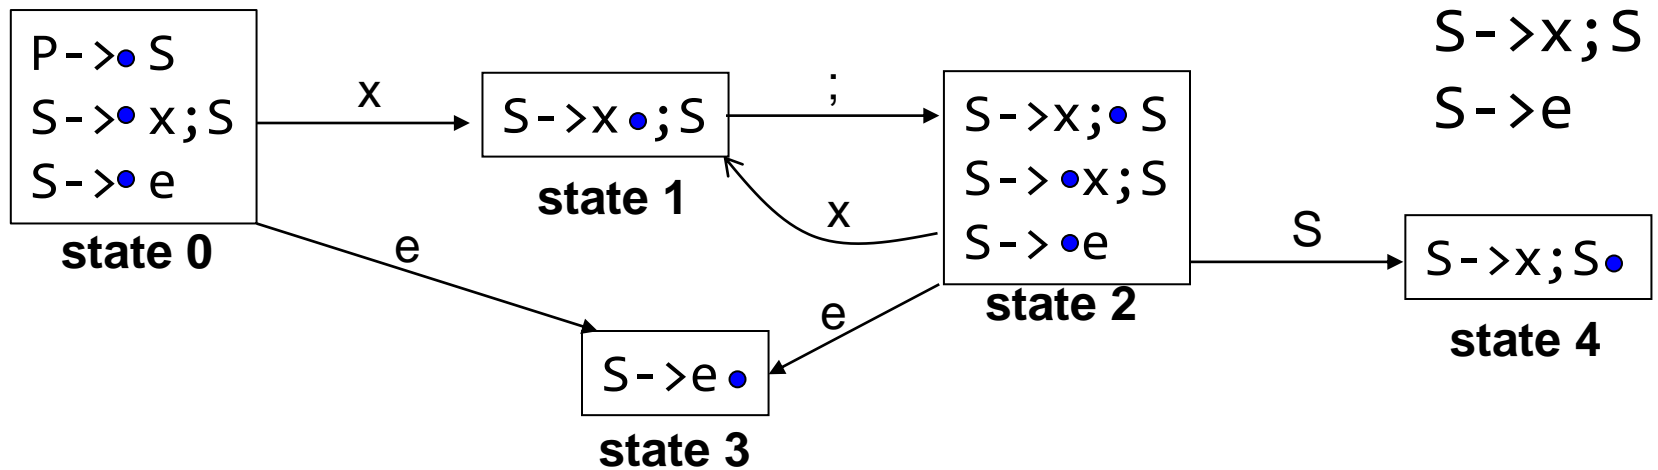 P->• S
S->• x;S
S->• e
state 0
x
e
S->x •;S
state 1
;
x
S->x;• S
S-> •x;S
S-> •e
state 2
e
S->e •
state 3
S
S->x;S•
state 4
S->x;S
S->e